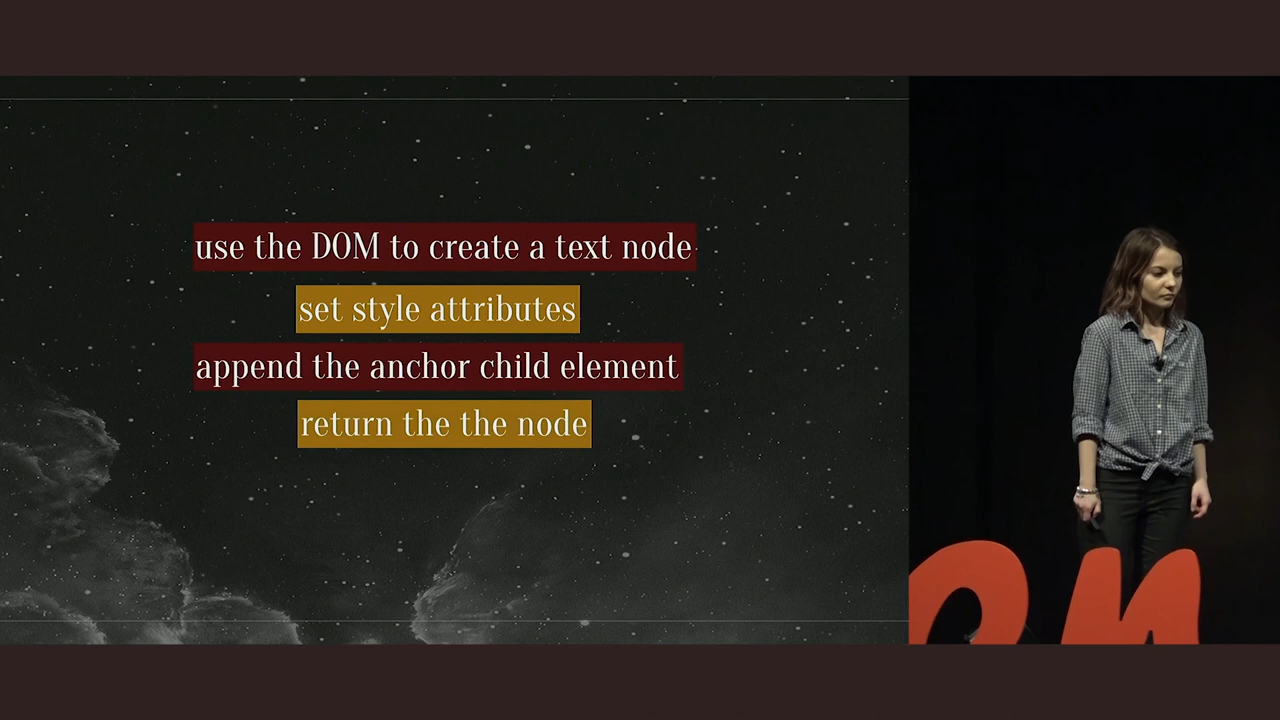 use the DOM to create a text node
set style attributes
append the anchor child element
return the the node